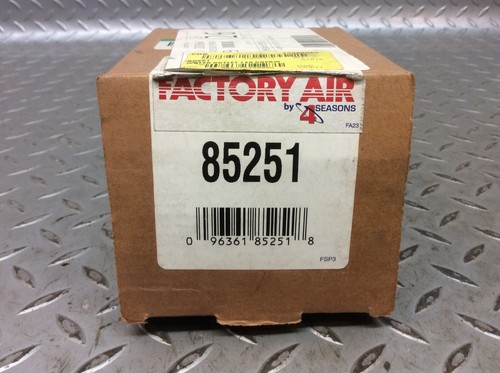 FACTORY AIR
by 4 SEASONS
FA23
85251
0 96361 85251 8
FSP3